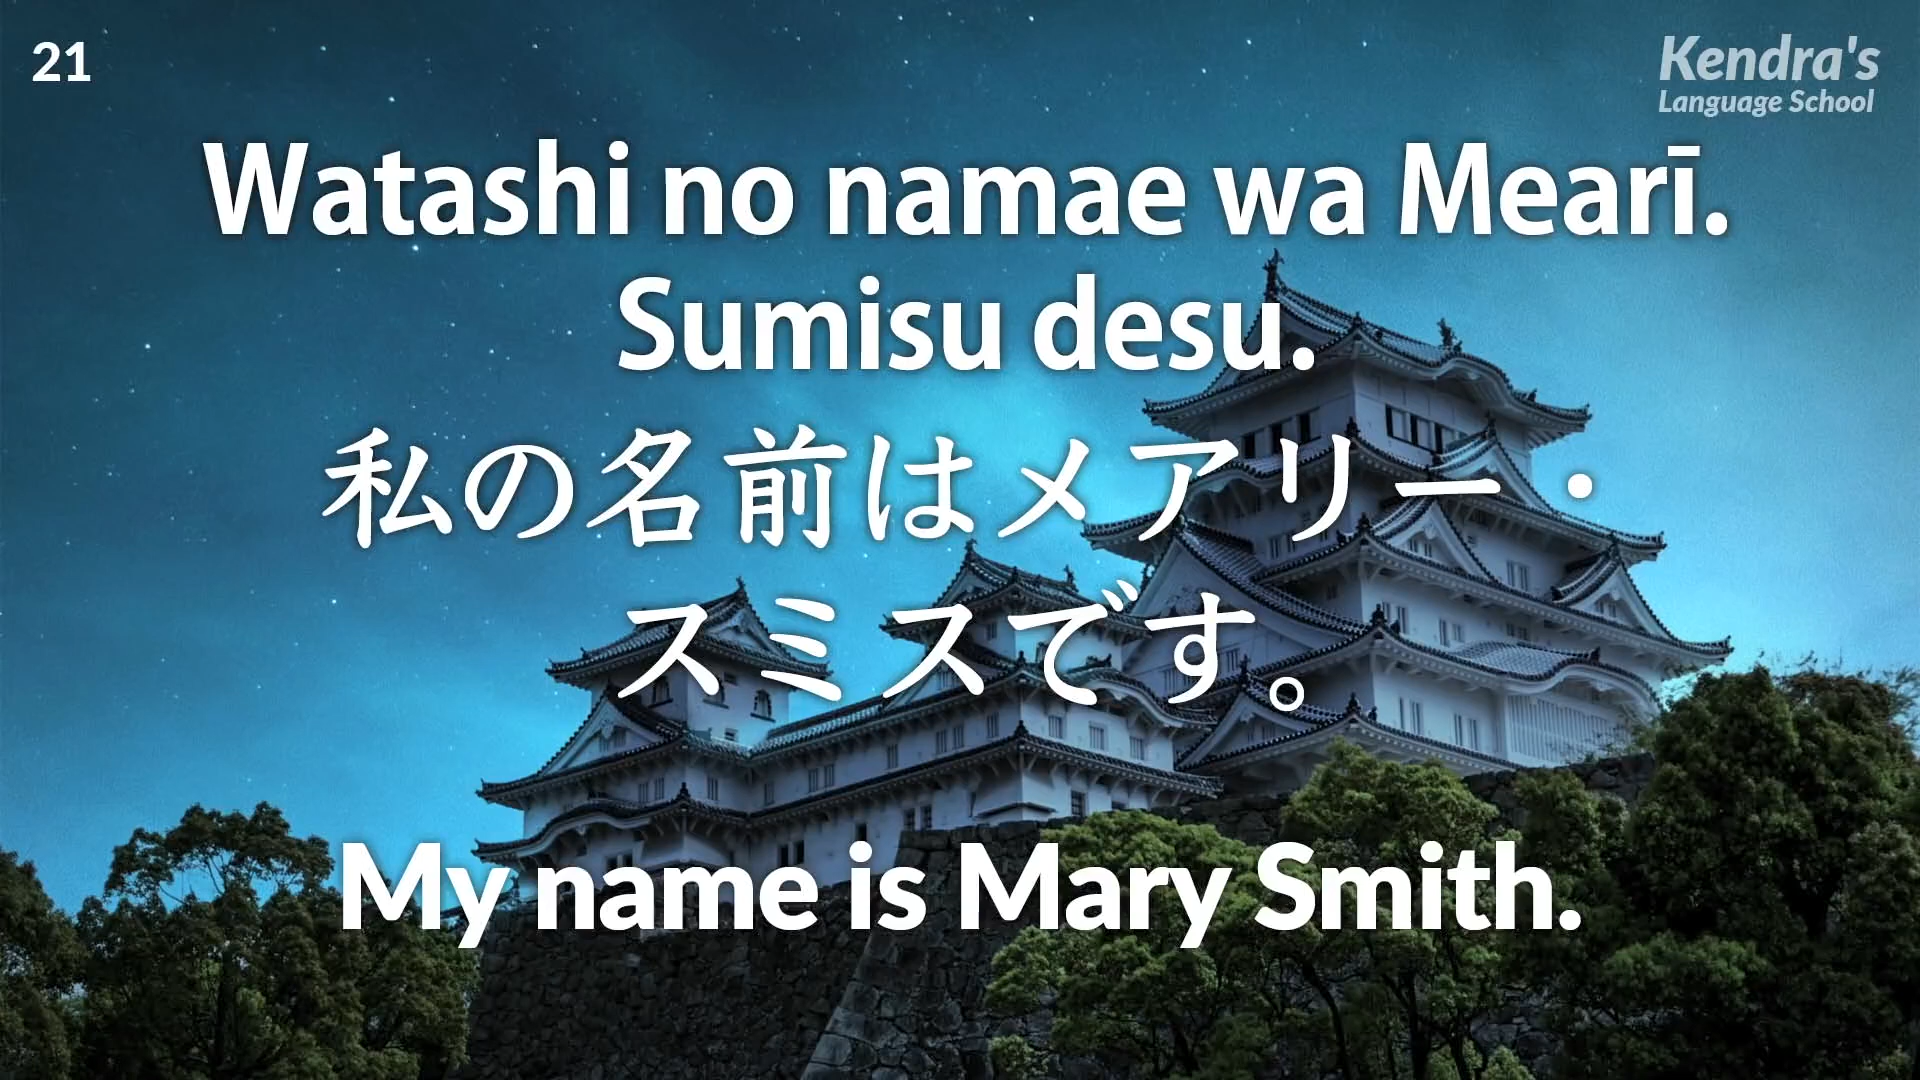 21
Kendra's
Language School
Watashi no namae wa Mearī.
Sumisu desu.
私の名前はメアリー・
スミスです。
My name is Mary Smith.